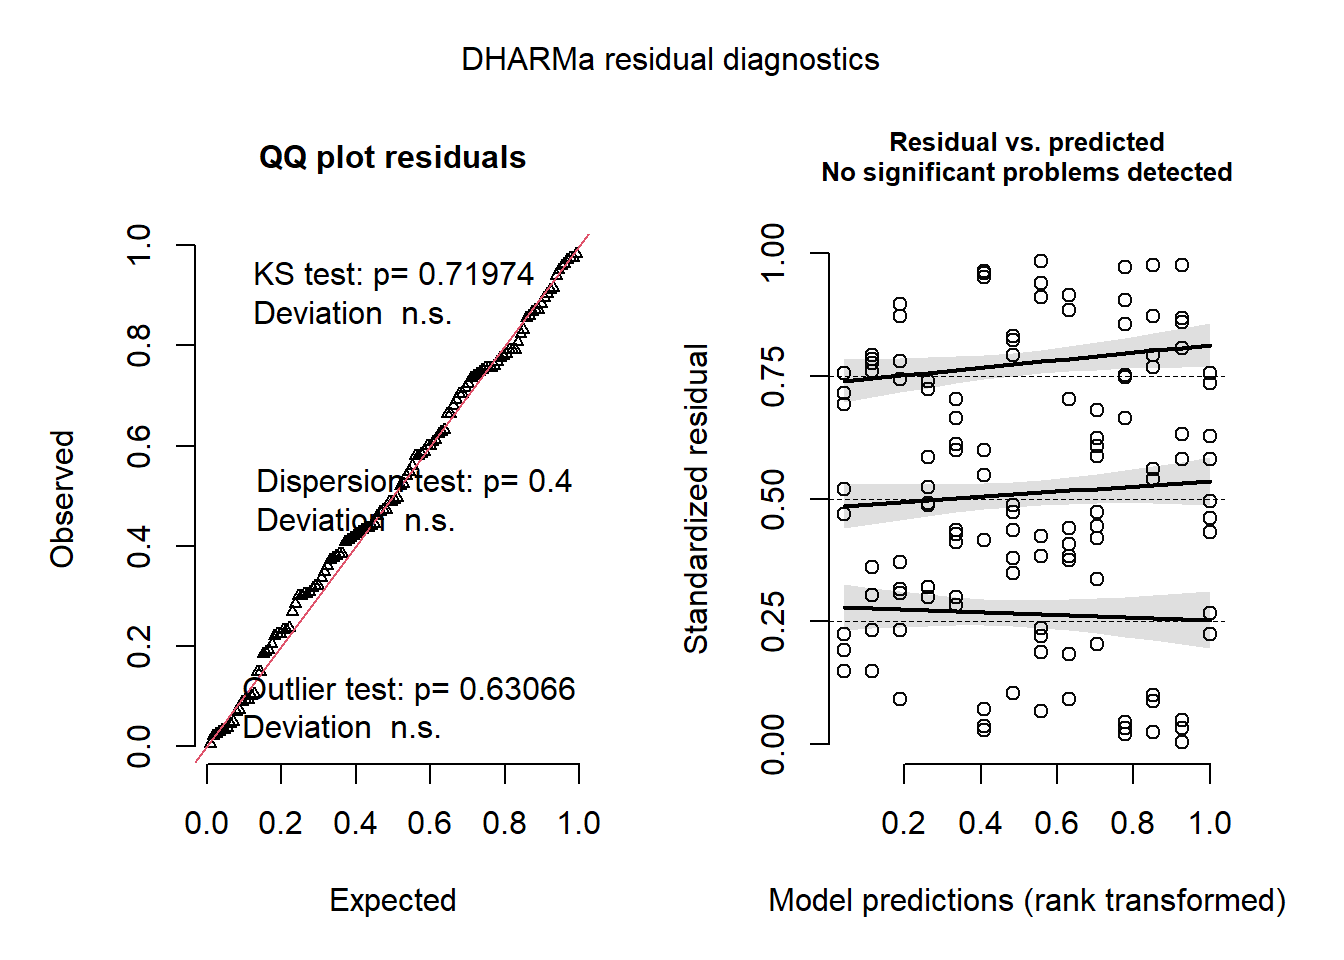 DHARMa residual diagnostics
QQ plot residuals
KS test: p= 0.71974
Deviation n.s.
Dispersion test: p= 0.4
Deviation n.s.
Outlier test: p= 0.63066
Deviation n.s.
Observed
0.0 0.2 0.4 0.6 0.8 1.0
0.0 0.2 0.4 0.6 0.8 1.0
Expected
Residual vs. predicted
No significant problems detected
Standardized residual
0.00 0.25 0.50 0.75 1.00
0.2 0.4 0.6 0.8 1.0
Model predictions (rank transformed)